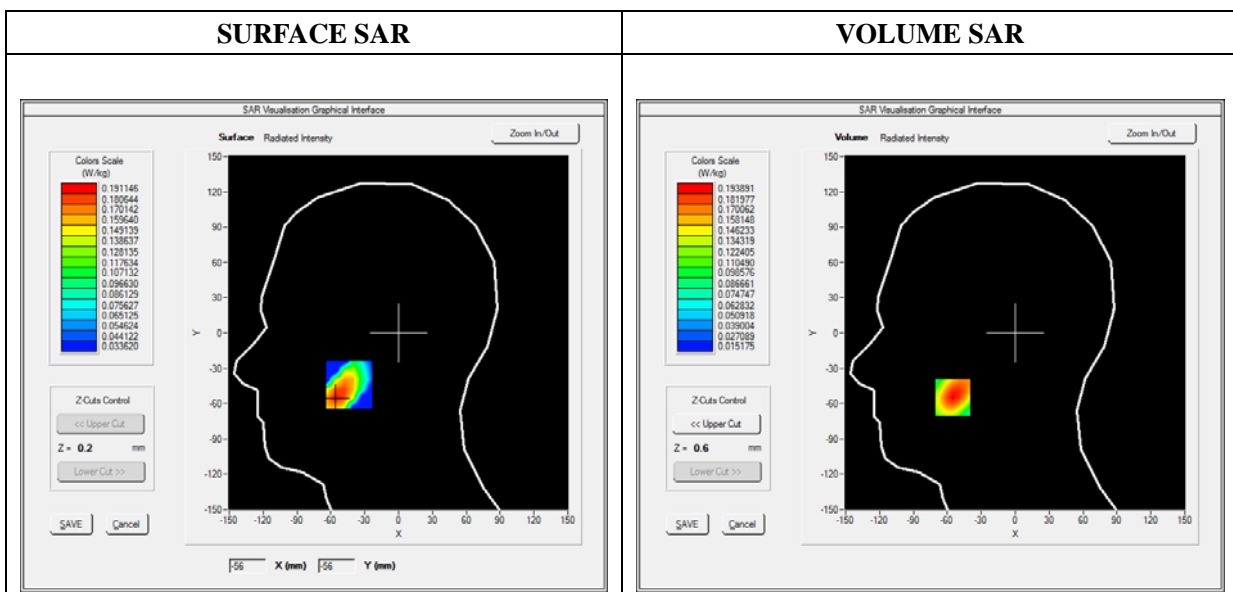 SURFACE SAR
VOLUME SAR
SAR Visualisation Graphical Interface
Surface Radiated Intensity
Zoom In/Out
Colors Scale
(W/kg)
0.191146
0.180644
0.170142
0.159640
0.149139
0.138637
0.128135
0.117634
0.107132
0.096630
0.086129
0.075627
0.065125
0.054624
0.044122
0.033620
Z-Cuts Control
<< Upper Cut
Z = 0.2 mm
Lower Cut >>
SAVE Cancel
150
120
90
60
30
Y 0
-30
-60
-90
-120
-150
-150 -120 -90 -60 -30 0 30 60 90 120 150
X
-56 X (mm) -56 Y (mm)
SAR Visualisation Graphical Interface
Volume Radiated Intensity
Zoom In/Out
Colors Scale
(W/kg)
0.193891
0.181977
0.170062
0.158148
0.146233
0.134319
0.122405
0.110490
0.098576
0.086661
0.074747
0.062832
0.050918
0.039004
0.027089
0.015175
Z-Cuts Control
<< Upper Cut
Z = 0.6 mm
Lower Cut >>
SAVE Cancel
150
120
90
60
30
Y 0
-30
-60
-90
-120
-150
-150 -120 -90 -60 -30 0 30 60 90 120 150
X